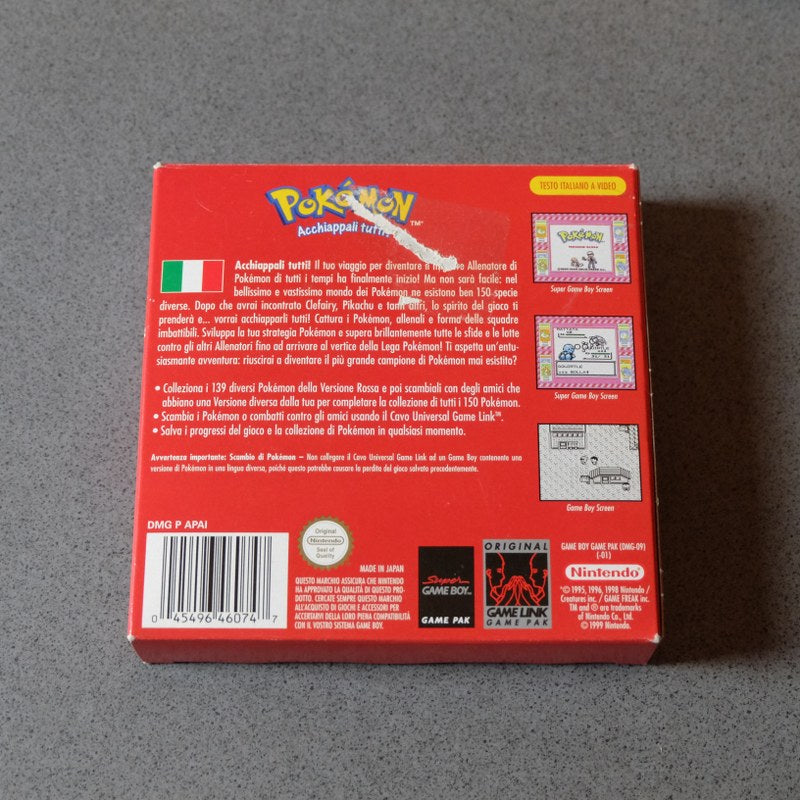 POKÉMON™
Acchiappali tutti
TESTO ITALIANO A VIDEO
Acchiappali tutti! Il tuo viaggio per diventare il Allenatore di
Pokémon di tutti i tempi ha finalmente inizio! Ma non sarà facile: nel
bellissimo e vastissimo mondo dei Pokémon ne esistono ben 150 specie
diverse. Dopo che avrai incontrato Clefairy, Pikachu e tanti altri, lo spirito del gioco ti
prenderà e... vorrai acchiapparli tutti! Cattura i Pokémon, allenali e forma delle squadre
imbattibili. Sviluppa la tua strategia Pokémon e supera brillantemente tutte le sfide e le lotte
contro gli altri Allenatori fino ad arrivare al vertice della Lega Pokémon! Ti aspetta un'entu-
siasmante avventura: riuscirai a diventare il più grande campione di Pokémon mai esistito?
• Colleziona i 139 diversi Pokémon della Versione Rossa e poi scambiali con degli amici che
abbiano una Versione diversa dalla tua per completare la collezione di tutti i 150 Pokémon.
• Scambia i Pokémon o combatti contro gli amici usando il Cavo Universal Game Link™.
• Salva i progressi del gioco e la collezione di Pokémon in qualsiasi momento.
Avvertenza importante: Scambio di Pokémon – Non collegare il Cavo Universal Game Link ad un Game Boy contenente una
versione di Pokémon in una lingua diversa, poiché questo potrebbe causare la perdita del gioco salvato precedentemente.
POKÉMON
Super Game Boy Screen
RATTATA
SQUIRTLE
Super Game Boy Screen
Game Boy Screen
DMG P APAI
0 45496 46074 7
Original
Nintendo
Seal of
Quality
MADE IN JAPAN
QUESTO MARCHIO ASSICURA CHE NINTENDO
HA APPROVATO LA QUALITÀ DI QUESTO PRO-
DOTTO. CERCATE SEMPRE QUESTO MARCHIO
ALL'ACQUISTO DI GIOCHI E ACCESSORI PER
ACCERTARVI DELLA LORO PIENA COMPATIBILITÀ
CON IL VOSTRO SISTEMA GAME BOY.
Super
GAME BOY™
GAME PAK
ORIGINAL
GAME LINK
GAME PAK
GAME BOY GAME PAK (DMG-09)
(-01)
Nintendo®
©1995, 1996, 1998 Nintendo /
Creatures inc. / GAME FREAK inc.
TM and ® are trademarks
of Nintendo Co., Ltd.
© 1999 Nintendo.